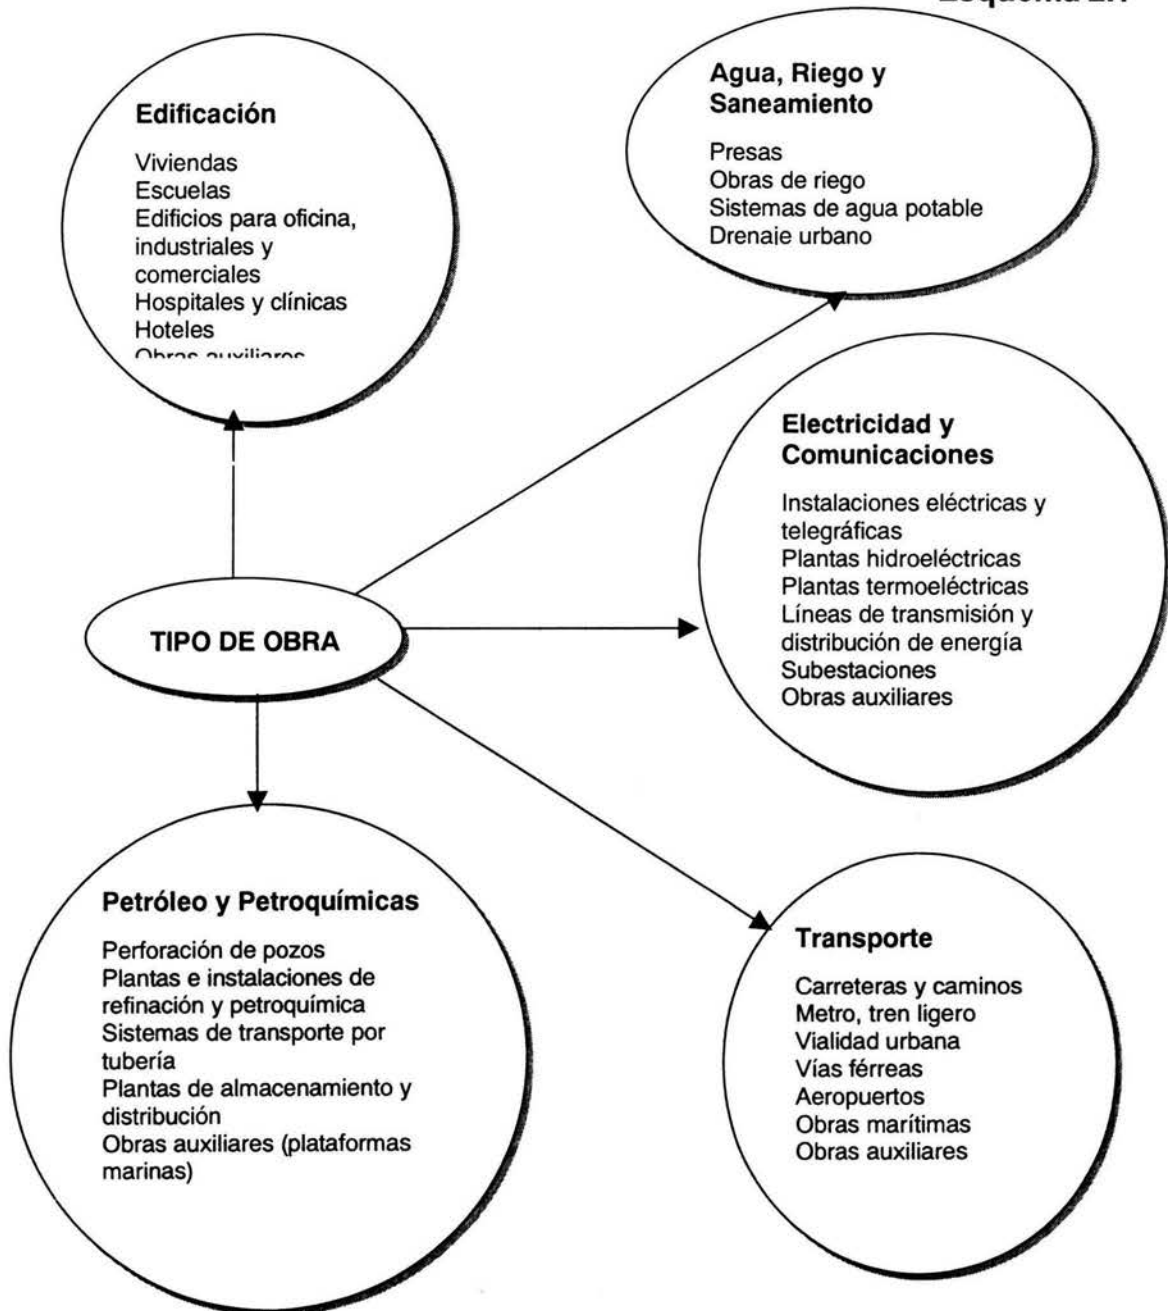 Edificación
Viviendas
Escuelas
Edificios para oficina,
industriales y
comerciales
Hospitales y clínicas
Hoteles
Obras auxiliares
Agua, Riego y
Saneamiento
Presas
Obras de riego
Sistemas de agua potable
Drenaje urbano
Electricidad y
Comunicaciones
Instalaciones eléctricas y
telegráficas
Plantas hidroeléctricas
Plantas termoeléctricas
Líneas de transmisión y
distribución de energía
Subestaciones
Obras auxiliares
TIPO DE OBRA
Petróleo y Petroquímicas
Perforación de pozos
Plantas e instalaciones de
refinación y petroquímica
Sistemas de transporte por
tubería
Plantas de almacenamiento y
distribución
Obras auxiliares (plataformas
marinas)
Transporte
Carreteras y caminos
Metro, tren ligero
Vialidad urbana
Vías férreas
Aeropuertos
Obras marítimas
Obras auxiliares